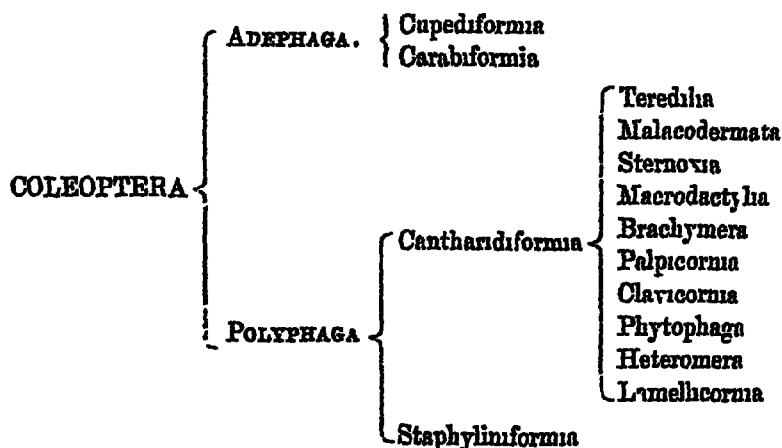 COLEOPTERA
ADEPHAGA.
Cupediformia
Carabiformia
POLYPHAGA
Cantharidiformia
Teredilia
Malacodermata
Sternoxia
Macrodactylia
Brachymera
Palpicornia
Clavicornia
Phytophaga
Heteromera
Lamellicornia
Staphyliniformia